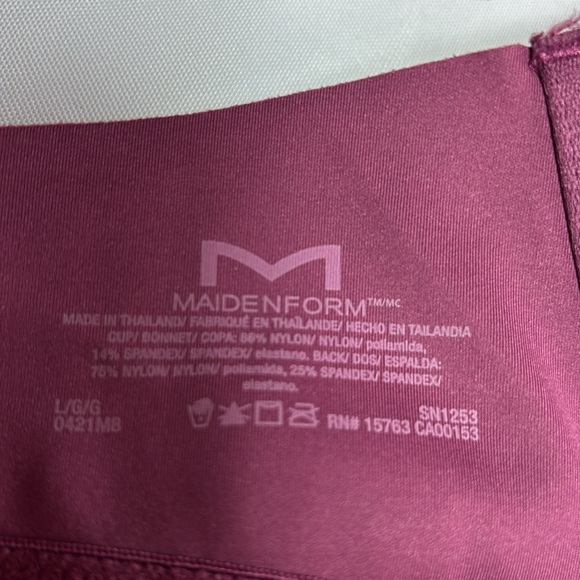 M
MAIDENFORM™/MC
MADE IN THAILAND/ FABRIQUÉ EN THAÏLANDE/ HECHO EN TAILANDIA
CUP/ BONNET/ COPA: 86% NYLON/ NYLON/ poliamida,
14% SPANDEX/ SPANDEX/ elastano. BACK/ DOS/ ESPALDA:
75% NYLON/ NYLON/ poliamida, 25% SPANDEX/ SPANDEX/
elastano.
L/G/G
0421MB
SN1253
RN# 15763 CA00153